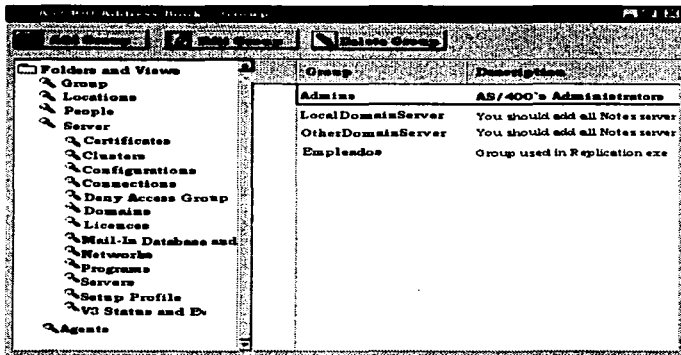 Address Book
Add Group
Edit Group
Delete Group
Folders and Views
Group
Locations
People
Server
Certificates
Clusters
Configurations
Connections
Deny Access Group
Domains
Licences
Mail-In Database and
Networks
Programs
Servers
Setup Profile
V3 Status and Ev
Agents
Group Description
Admins AS/400's Administrators
LocalDomainServer You should add all Notes server
OtherDomainServer You should add all Notes server
Empleados Group used in Replication exe